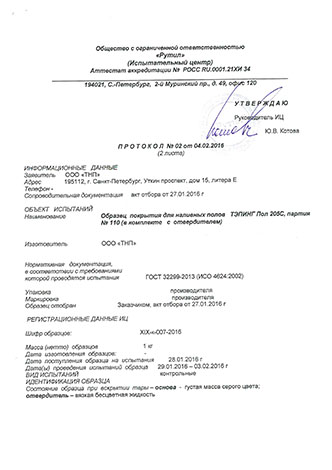 Общество с ограниченной ответственностью
«Рутил»
(Испытательный центр)
Аттестат аккредитации № РОСС RU.0001.21ХИ 34
194021, С.-Петербург, 2-й Муринский пр., д. 49, офис 120
УТВЕРЖДАЮ
Руководитель ИЦ
Ю.В. Котова
ПРОТОКОЛ № 02 от 04.02.2016
(2 листа)
ИНФОРМАЦИОННЫЕ ДАННЫЕ
Заявитель ООО «ТНП»
Адрес 195112, г. Санкт-Петербург, Уткин проспект, дом 15, литера Е
Телефон -
Сопроводительная документация акт отбора от 27.01.2016 г
ОБЪЕКТ ИСПЫТАНИЙ
Наименование Образец покрытия для наливных полов ТЭПИНГ Пол 205С, партия
№ 110 (в комплекте с отвердителем)
Изготовитель ООО «ТНП»
Нормативная документация,
в соответствии с требованиями
которой проводятся испытания ГОСТ 32299-2013 (ИСО 4624:2002)
Упаковка производителя
Маркировка производителя
Образец отобран Заказчиком, акт отбора от 27.01.2016 г
РЕГИСТРАЦИОННЫЕ ДАННЫЕ ИЦ
Шифр образцов: XIX-к-007-2016
Масса (нетто) образцов 1 кг
Дата изготовления образцов: -
Дата поступления образца на испытания 28.01.2016 г
Дата(ы) проведения испытаний образца 29.01.2016 – 03.02.2016 г
ВИД ИСПЫТАНИЙ контрольные
ИДЕНТИФИКАЦИЯ ОБРАЗЦА
Состояние образца при вскрытии тары – основа - густая масса серого цвета;
отвердитель – вязкая бесцветная жидкость